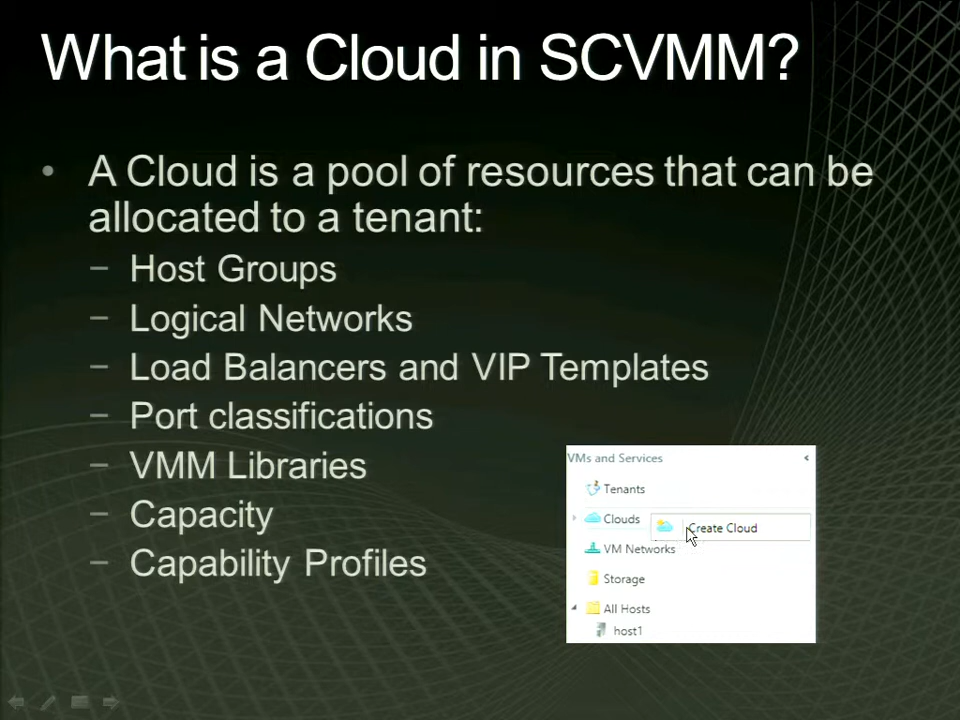 What is a Cloud in SCVMM?
• A Cloud is a pool of resources that can be
allocated to a tenant:
– Host Groups
– Logical Networks
– Load Balancers and VIP Templates
– Port classifications
– VMM Libraries
– Capacity
– Capability Profiles
VMs and Services
Tenants
Clouds
Create Cloud
VM Networks
Storage
All Hosts
host1